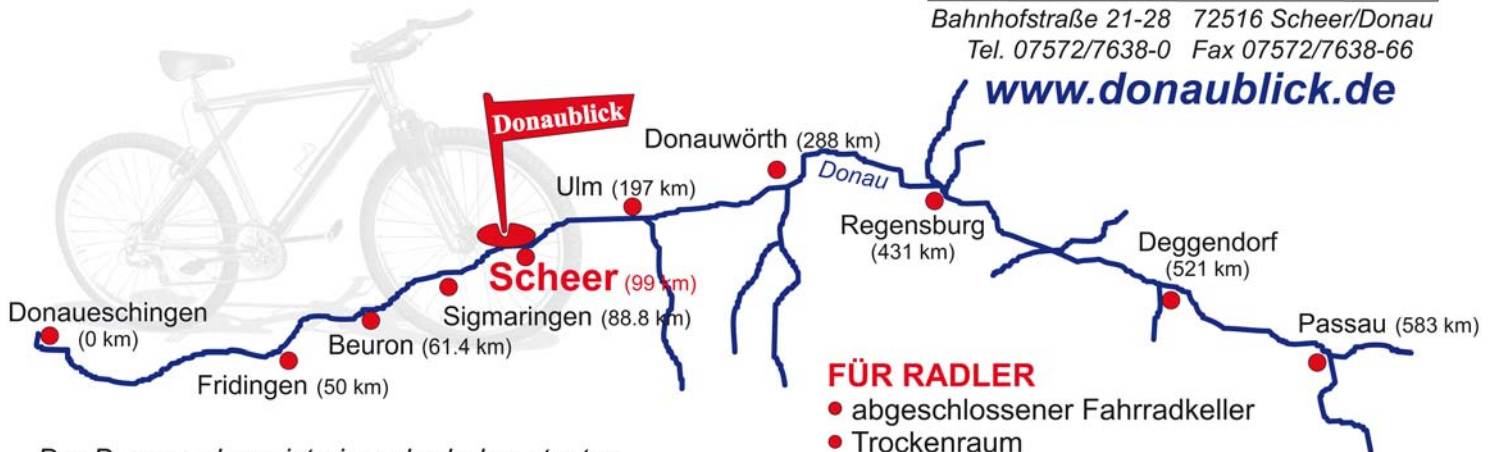 Bahnhofstraße 21-28 72516 Scheer/Donau
Tel. 07572/7638-0 Fax 07572/7638-66
www.donaublick.de
Donaublick
Donauwörth (288 km)
Donau
Ulm (197 km)
Regensburg
(431 km)
Deggendorf
(521 km)
Scheer (99 km)
Donaueschingen
(0 km)
Sigmaringen (88.8 km)
Passau (583 km)
Beuron (61.4 km)
Fridingen (50 km)
FÜR RADLER
abgeschlossener Fahrradkeller
Trockenraum